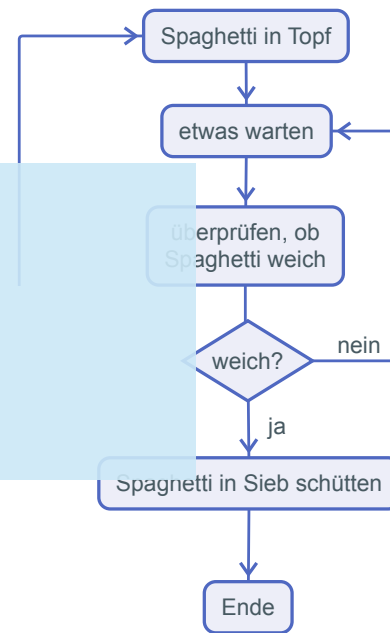 Spaghetti in Topf
etwas warten
überprüfen, ob
Spaghetti weich
weich?
nein
ja
Spaghetti in Sieb schütten
Ende